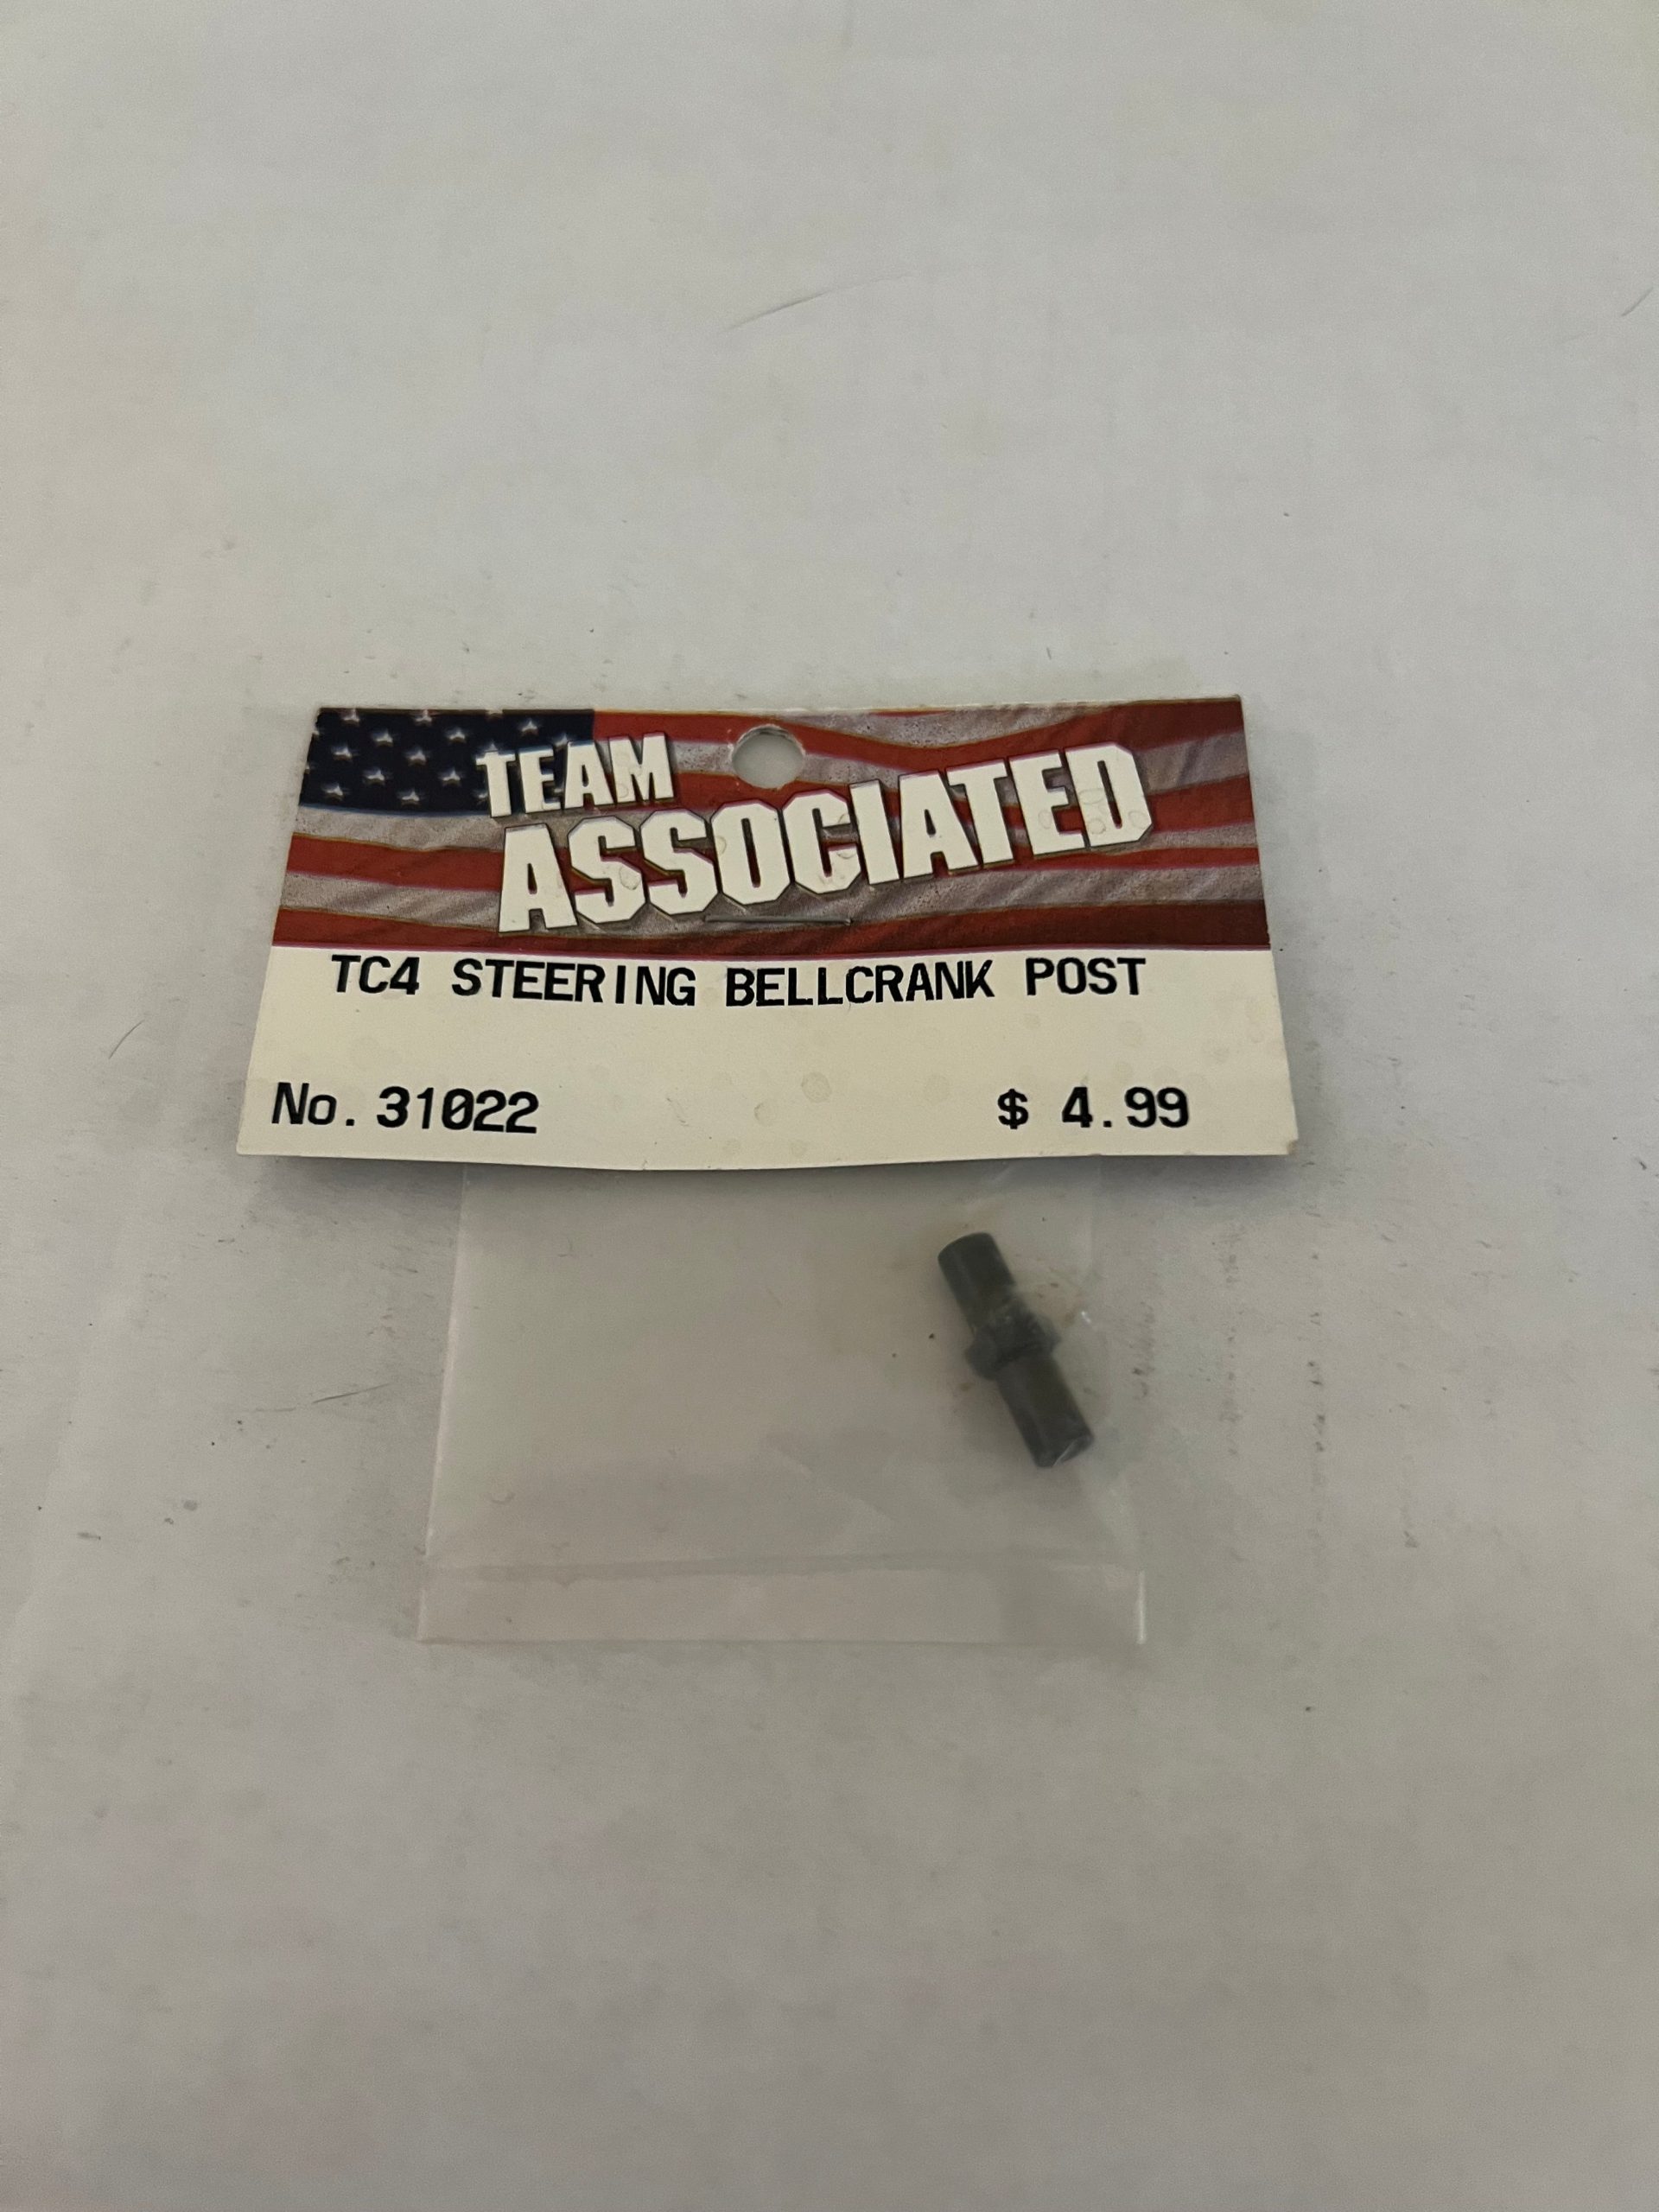 TEAM
ASSOCIATED
TC4 STEERING BELLCRANK POST
No. 31022 $ 4.99